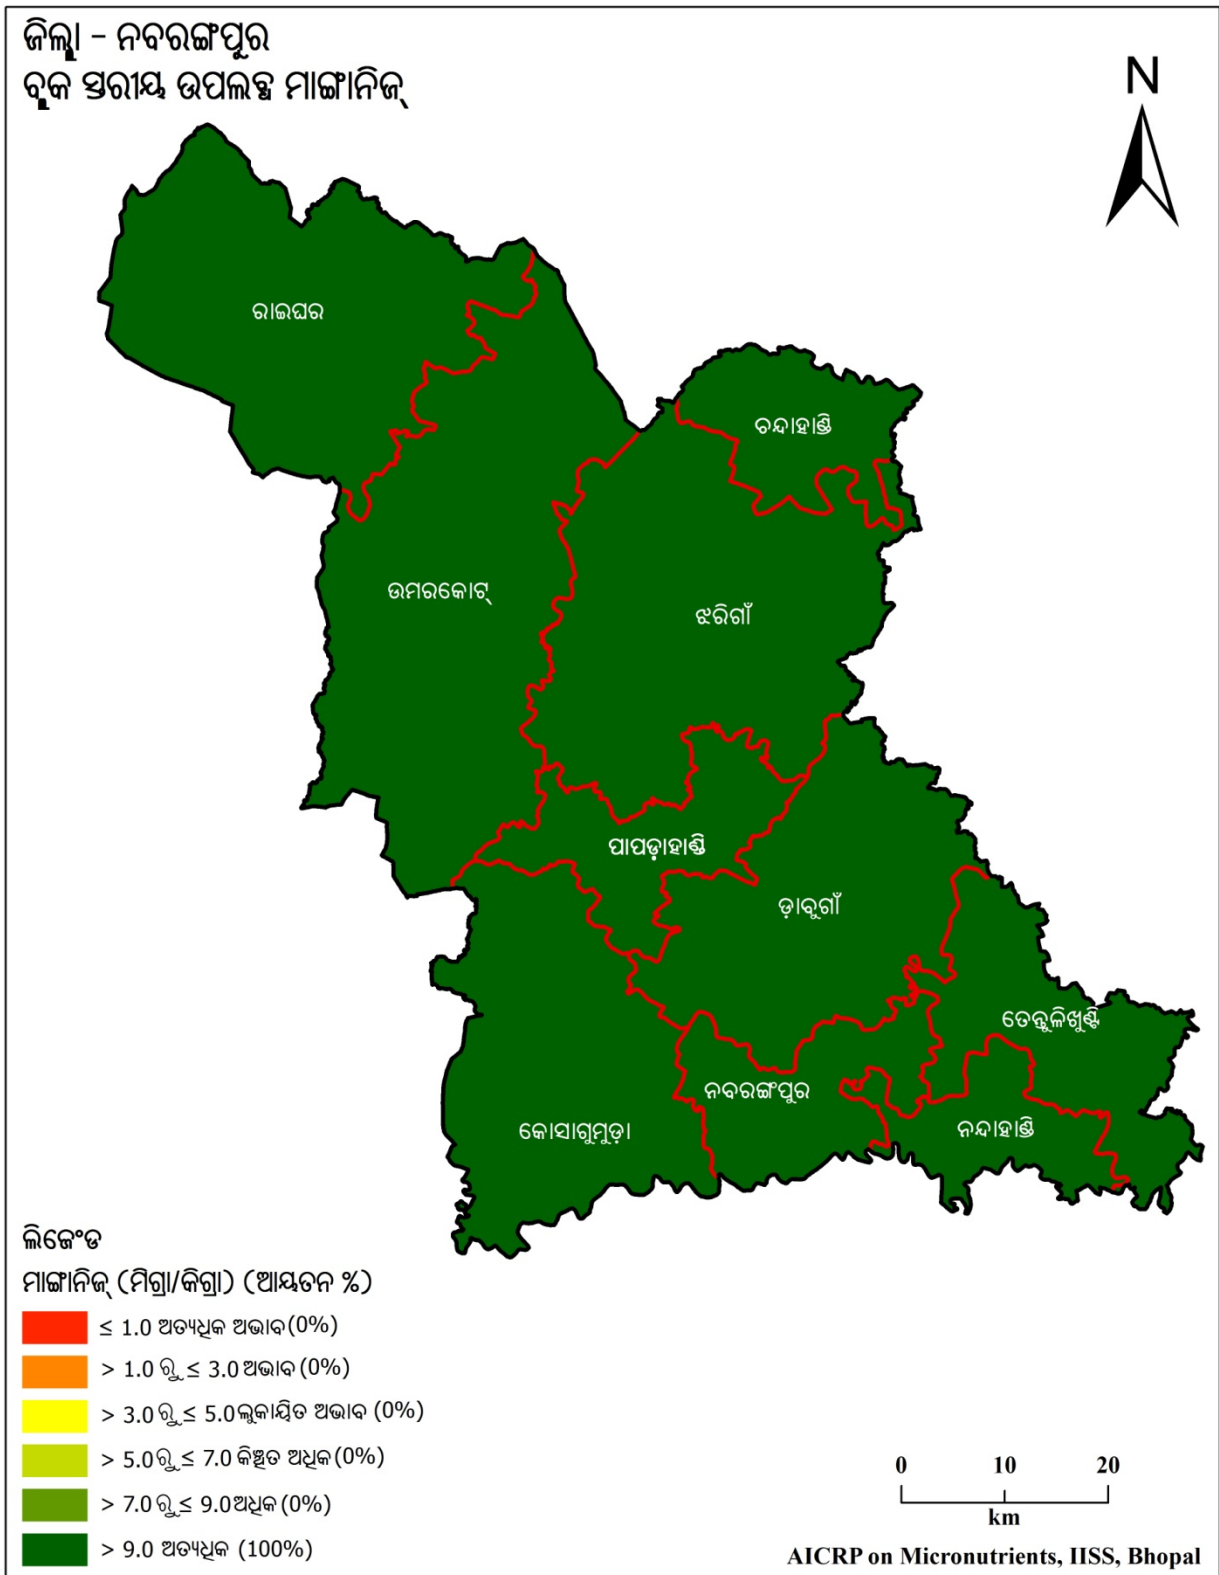 ଜିଲ୍ଲା - ନବରଙ୍ଗପୁର
ବ୍ଲକ ସ୍ତରୀୟ ଉପଲବ୍ଧ ମାଙ୍ଗାନିଜ୍
N
ରାଇଘର
ଚନ୍ଦାହାଣ୍ଡି
ଉମରକୋଟ୍
ଝରିଗାଁ
ପାପଡ଼ାହାଣ୍ଡି
ଡ଼ାବୁଗାଁ
ତେନ୍ତୁଳିଖୁଣ୍ଟି
ନବରଙ୍ଗପୁର
କୋସାଗୁମୁଡ଼ା
ନନ୍ଦାହାଣ୍ଡି
ଲିଜେଂଡ
ମାଙ୍ଗାନିଜ୍ (ମିଗ୍ରା/କିଗ୍ରା) (ଆୟତନ %)
≤ 1.0 ଅତ୍ୟଧିକ ଅଭାବ (0%)
> 1.0 ରୁ ≤ 3.0 ଅଭାବ (0%)
> 3.0 ରୁ ≤ 5.0 ଲୁକାୟିତ ଅଭାବ (0%)
> 5.0 ରୁ ≤ 7.0 କିଞ୍ଚିତ ଅଧିକ (0%)
> 7.0 ରୁ ≤ 9.0 ଅଧିକ (0%)
> 9.0 ଅତ୍ୟଧିକ (100%)
0 10 20
km
AICRP on Micronutrients, IISS, Bhopal